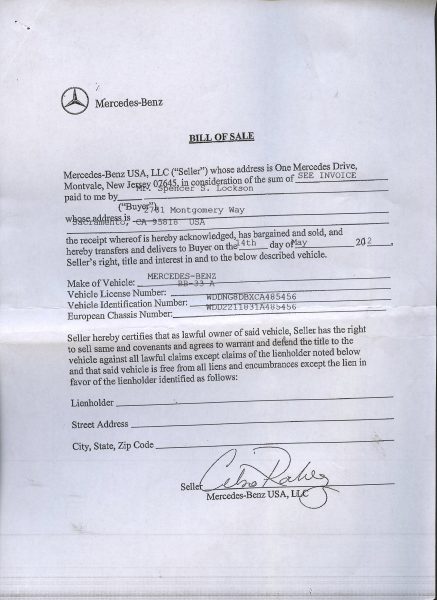 Mercedes-Benz
BILL OF SALE
Mercedes-Benz USA, LLC ("Seller") whose address is One Mercedes Drive,
Montvale, New Jersey 07645, in consideration of the sum of SEE INVOICE
paid to me by Mr. Spencer S. Lockson
("Buyer")
whose address is 2701 Montgomery Way
Sacramento, CA 95818 USA
the receipt whereof is hereby acknowledged, has bargained and sold, and
hereby transfers and delivers to Buyer on the 14th day of May 2012,
Seller's right, title and interest in and to the below described vehicle.
Make of Vehicle: MERCEDES-BENZ
Vehicle License Number: BB-33 A
Vehicle Identification Number: WDDNG8DBXCA485456
European Chassis Number: WDD2211831A485456
Seller hereby certifies that as lawful owner of said vehicle, Seller has the right
to sell same and covenants and agrees to warrant and defend the title to the
vehicle against all lawful claims except claims of the lienholder noted below
and that said vehicle is free from all liens and encumbrances except the lien in
favor of the lienholder identified as follows:
Lienholder
Street Address
City, State, Zip Code
Seller
Mercedes-Benz USA, LLC